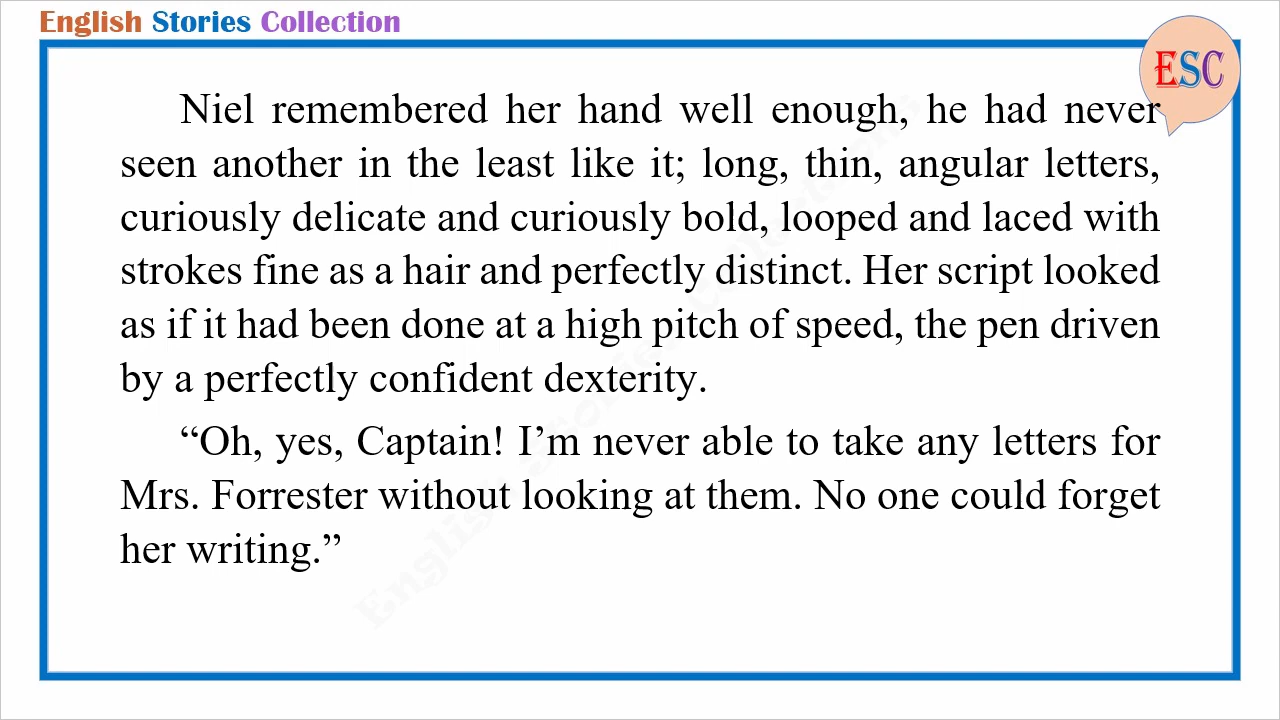 English Stories Collection
ESC
Niel remembered her hand well enough, he had never
seen another in the least like it; long, thin, angular letters,
curiously delicate and curiously bold, looped and laced with
strokes fine as a hair and perfectly distinct. Her script looked
as if it had been done at a high pitch of speed, the pen driven
by a perfectly confident dexterity.
“Oh, yes, Captain! I’m never able to take any letters for
Mrs. Forrester without looking at them. No one could forget
her writing.”
English Stories Collections